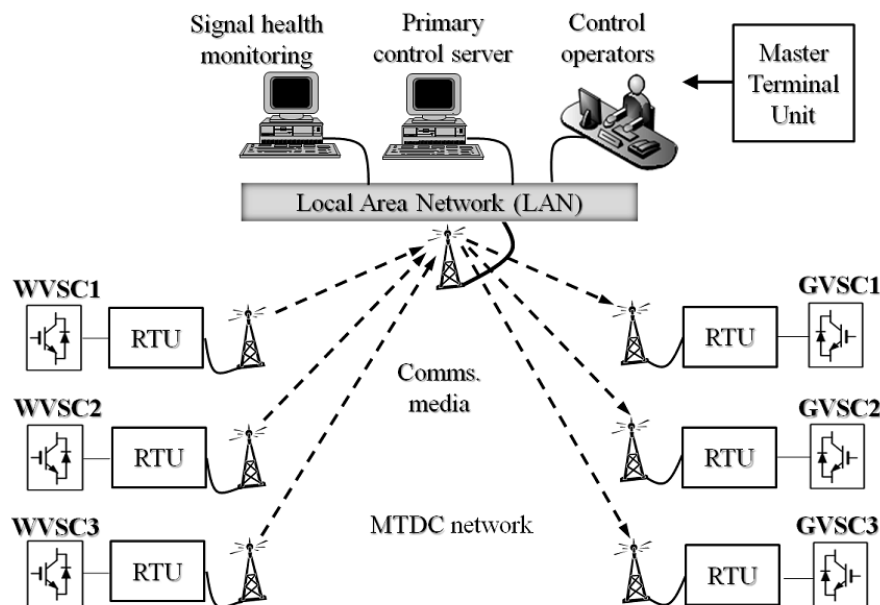 Signal health
monitoring
Primary
control server
Control
operators
Master
Terminal
Unit
Local Area Network (LAN)
WVSC1
GVSC1
RTU
RTU
Comms.
media
WVSC2
GVSC2
RTU
RTU
MTDC network
WVSC3
GVSC3
RTU
RTU